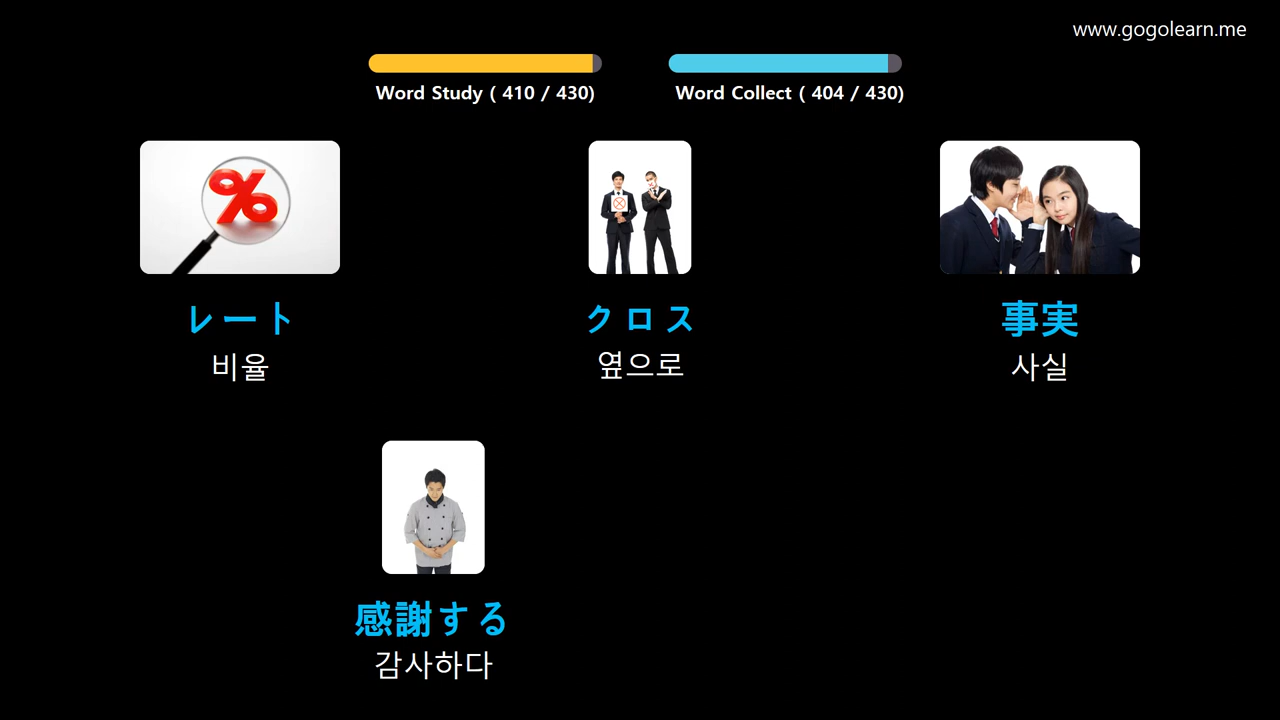 www.gogolearn.me
Word Study ( 410 / 430)
Word Collect ( 404 / 430)
%
レート
비율
クロス
옆으로
事実
사실
感謝する
감사하다